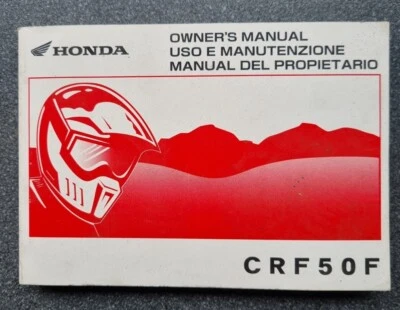 HONDA
OWNER'S MANUAL
USO E MANUTENZIONE
MANUAL DEL PROPIETARIO
CRF50F